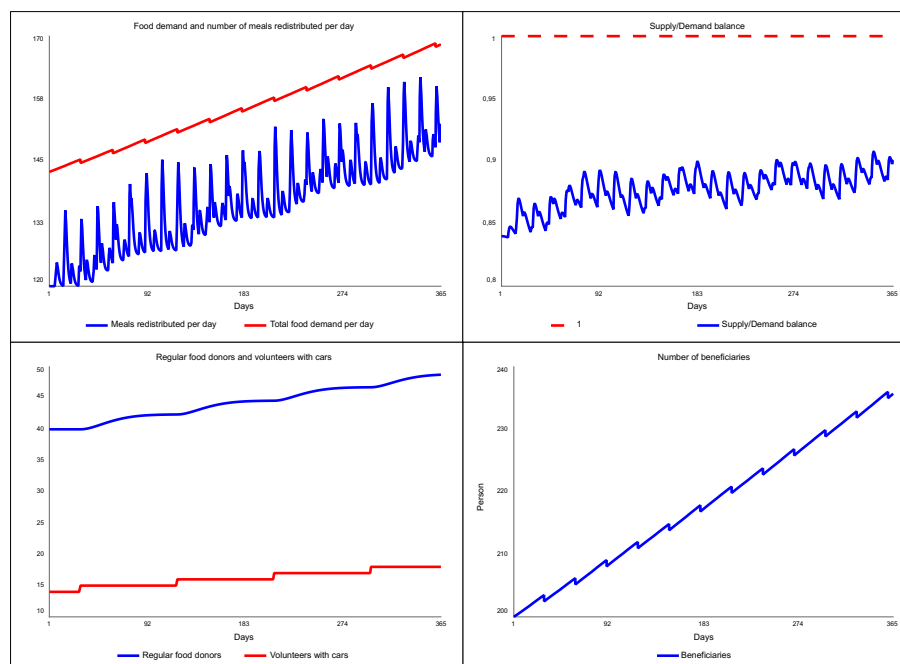 Food demand and number of meals redistributed per day
170
158
145
133
120
1 92 183 274 365
Days
Meals redistributed per day Total food demand per day
Supply/Demand balance
1
0,95
0,9
0,85
0,8
1 92 183 274 365
Days
1 Supply/Demand balance
Regular food donors and volunteers with cars
50
45
40
35
30
25
20
15
10
1 92 183 274 365
Days
Regular food donors Volunteers with cars
Number of beneficiaries
240
230
220
210
200
Person
1 92 183 274 365
Days
Beneficiaries